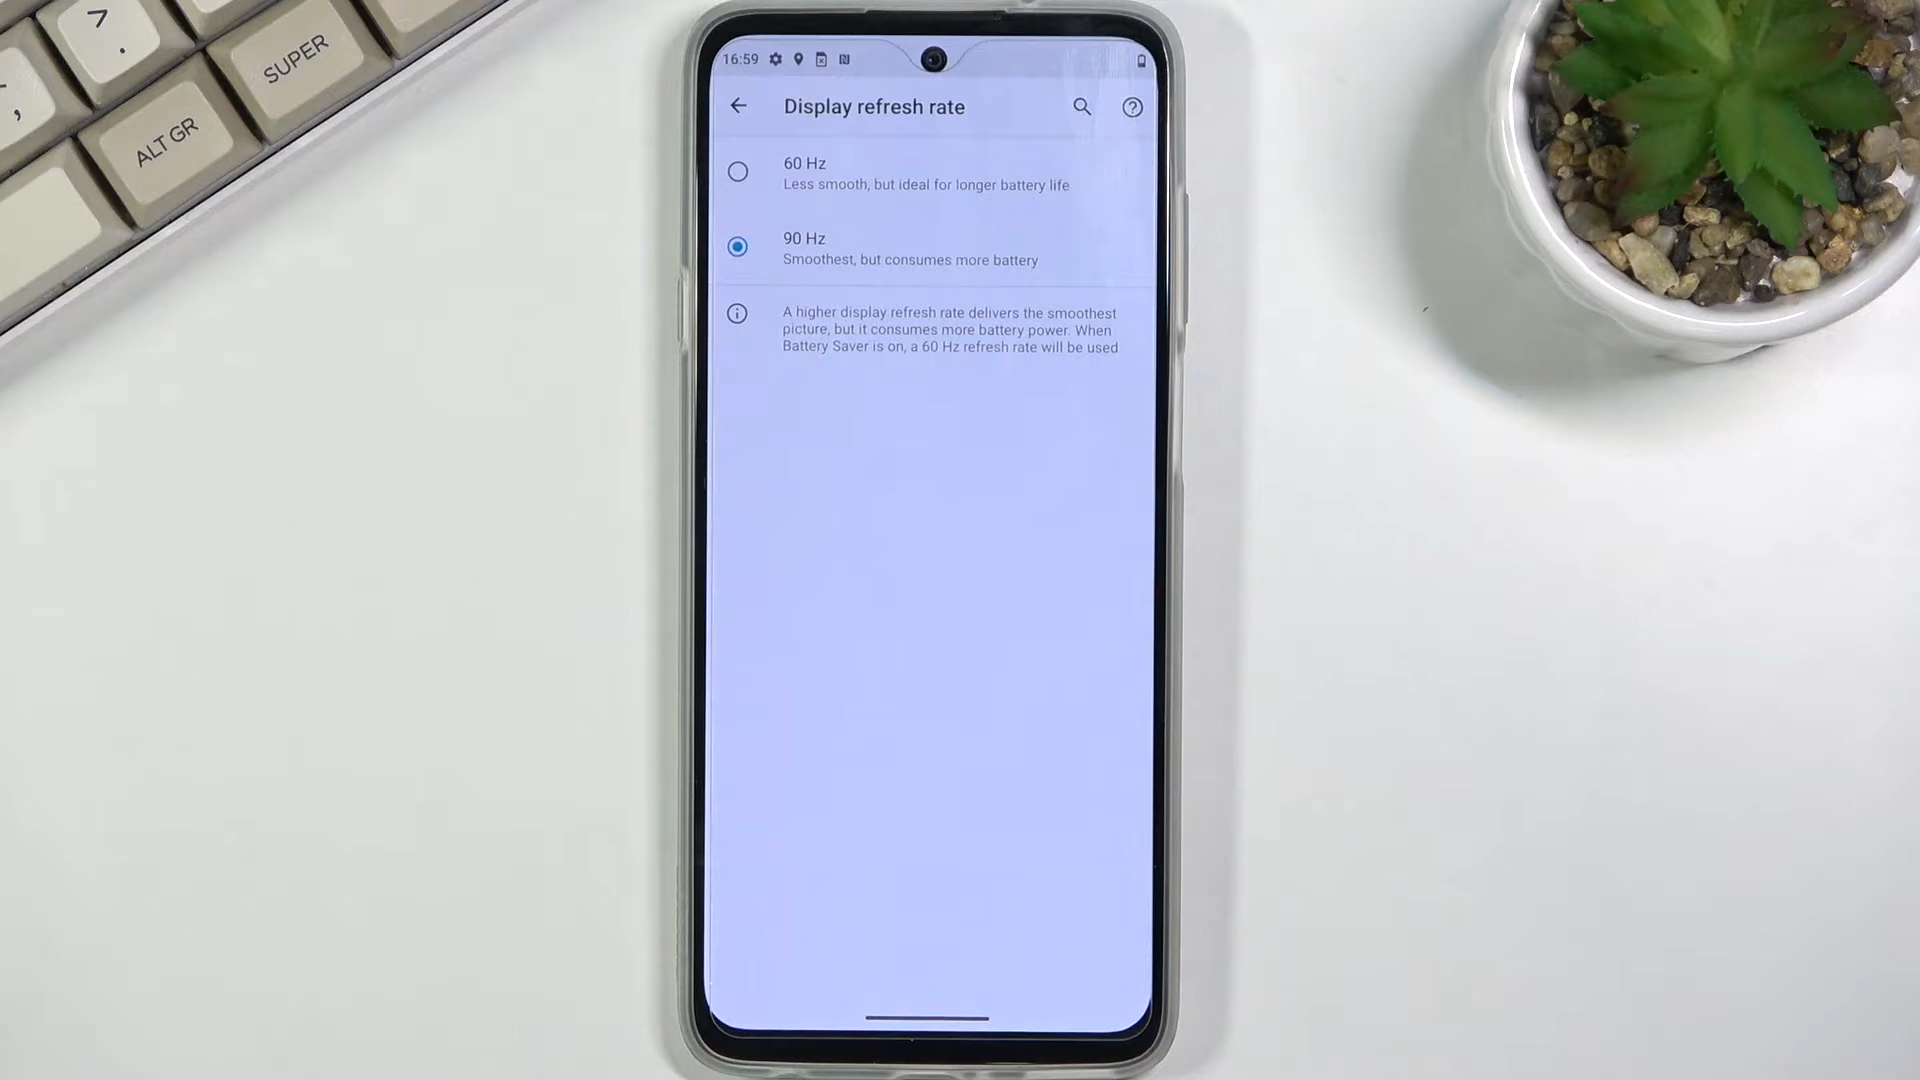 ?
.
;
,
SUPER
ALT GR
16:59
Display refresh rate
60 Hz
Less smooth, but ideal for longer battery life
90 Hz
Smoothest, but consumes more battery
A higher display refresh rate delivers the smoothest
picture, but it consumes more battery power. When
Battery Saver is on, a 60 Hz refresh rate will be used